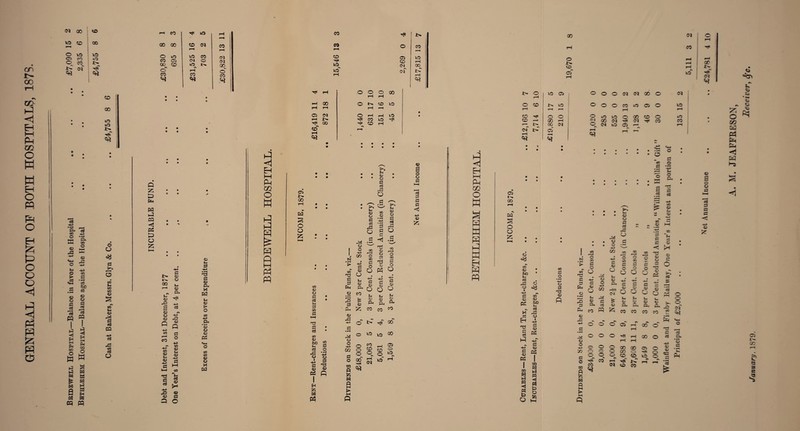 GENERAL ACCOUNT OF BOTH HOSPITALS, 1878.
BRIDEWELL HOSPITAL—Balance in favor of the Hospital .. .. .. £7,090 15 2
BETHLEHEM HOSPITAL—Balance against the Hospital .. .. .. 2,335 6 8
£4,755 8 6
Cash at Bankers, Messrs. Glyn & Co. .. .. .. £4,755 8 6
INCURABLE FUND.
Debt and Interest, 31st December, 1877 .. .. .. .. £30,830 8 1
One Year's Interest on Debt, at 4 per cent. .. .. .. .. 695 8 3
£31,525 16 4
Excess of Receipts over Expenditure .. .. .. 703 2 5
£30,822 13 11
BRIDEWELL HOSPITAL.
INCOME, 1879.
RENT—Rent-charges and Insurances .. .. .. .. £16,419 11 4
Deductions .. .. .. .. .. .. 872 18 1
15,546 13 3
DIVIDENDS on Stock in the Public Funds, viz.—
£48,000 0 0, New 3 per Cent. Stock .. .. 1,440 0 0
21,063 5 7, 3 per Cent. Consols (in Chancery) .. 631 17 10
5,061 5 4, 3 per Cent. Reduced Annuities (in Chancery) .. 151 16 10
1,509 8 8, 3 per Cent. Consols (in Chancery) .. 45 5 8
2,269 0 4
Net Annual Income .. .. £17,815 13 7
BETHLEHEM HOSPITAL.
INCOME, 1879.
CURABLES—Rent, Land Tax, Rent-charges, &c. .. .. .. £12,166 10 7
INCURABLES—Rent, Rent-charges, &c. .. .. .. .. 7,714 6 10
£19,880 17 5
Deductions .. .. .. .. 210 15 9
19,670 1 8
DIVIDENDS on Stock in the Public Funds, viz.—
£34,000 0 0, 3 per Cent. Consols .. .. .. £1,020 0 0
3,000 0 0, Bank Stock .. .. .. 285 0 0
21,000 0 0, New 2½ per Cent. Stock .. .. 525 0 0
64,688 14 9, 3 per Cent. Consols (in Chancery) .. 1,940 13 2
37,608 11 11, 3 per Cent. Consols „ .. 1,128 5 2
1,549 8 8, 3 per Cent. Consols „ .. 46 9 8
1,000 0 0, 3 per Cent. Reduced Annuities, "William Hollins' Gift" 30 0 0
Wainfleet and Firsby Railway, One Year's Interest and portion of
Principal of £2,000 .. .. .. 135 15 2
5,111 3 2
Net Annual Income .. .. £24,781 4 10
A. M. JEAFFRESON,
Receiver, &c.
January, 1879.